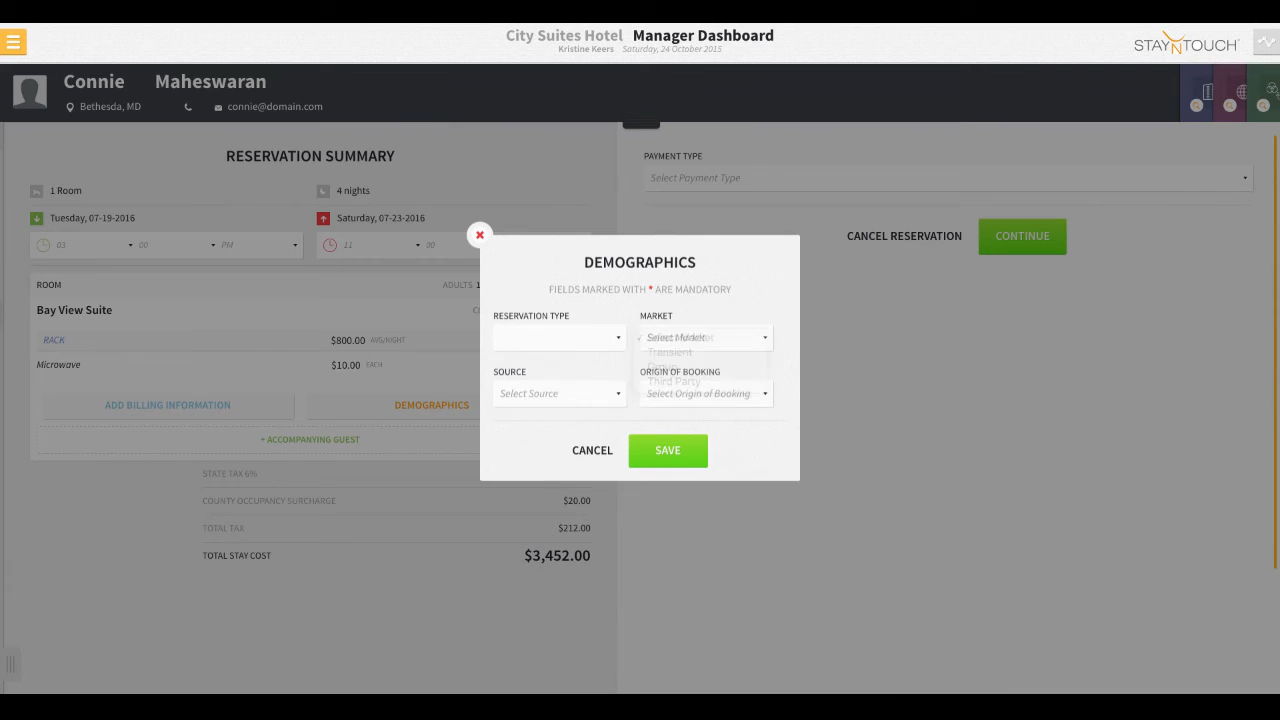 City Suites Hotel Manager Dashboard
Kristine Keers Saturday, 24 October 2015
STAYNTOUCH
Connie Maheswaran
Bethesda, MD connie@domain.com
RESERVATION SUMMARY
1 Room 4 nights
Tuesday, 07-19-2016 Saturday, 07-23-2016
03 00 PM 11 00
ROOM ADULTS 1
Bay View Suite
RACK $800.00 AVG/NIGHT
Microwave $10.00 EACH
ADD BILLING INFORMATION DEMOGRAPHICS
+ ACCOMPANYING GUEST
STATE TAX 6%
COUNTY OCCUPANCY SURCHARGE $20.00
TOTAL TAX $212.00
TOTAL STAY COST $3,452.00
PAYMENT TYPE
Select Payment Type
CANCEL RESERVATION CONTINUE
DEMOGRAPHICS
FIELDS MARKED WITH * ARE MANDATORY
RESERVATION TYPE MARKET
Select Market
Transient
Third Party
SOURCE ORIGIN OF BOOKING
Select Source Select Origin of Booking
CANCEL SAVE